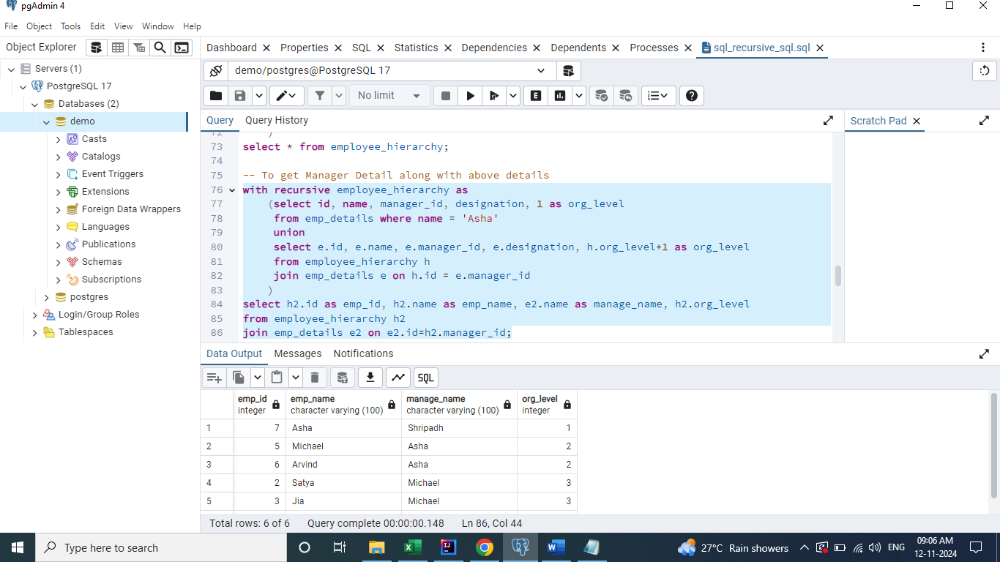 pgAdmin 4
File Object Tools Edit View Window Help
Object Explorer
Dashboard Properties SQL Statistics Dependencies Dependents Processes sql_recursive_sql.sql
Servers (1)
PostgreSQL 17
Databases (2)
demo
Casts
Catalogs
Event Triggers
Extensions
Foreign Data Wrappers
Languages
Publications
Schemas
Subscriptions
postgres
Login/Group Roles
Tablespaces
demo/postgres@PostgreSQL 17
No limit
E
Query Query History
Scratch Pad
72 )
73 select * from employee_hierarchy;
74
75 -- To get Manager Detail along with above details
76 with recursive employee_hierarchy as
77 (select id, name, manager_id, designation, 1 as org_level
78 from emp_details where name = 'Asha'
79 union
80 select e.id, e.name, e.manager_id, e.designation, h.org_level+1 as org_level
81 from employee_hierarchy h
82 join emp_details e on h.id = e.manager_id
83 )
84 select h2.id as emp_id, h2.name as emp_name, e2.name as manage_name, h2.org_level
85 from employee_hierarchy h2
86 join emp_details e2 on e2.id=h2.manager_id;
Data Output Messages Notifications
SQL
emp_id emp_name manage_name org_level
integer character varying (100) character varying (100) integer
1 7 Asha Shripadh 1
2 5 Michael Asha 2
3 6 Arvind Asha 2
4 2 Satya Michael 3
5 3 Jia Michael 3
Total rows: 6 of 6 Query complete 00:00:00.148 Ln 86, Col 44
Type here to search
27°C Rain showers
ENG
09:06 AM
12-11-2024